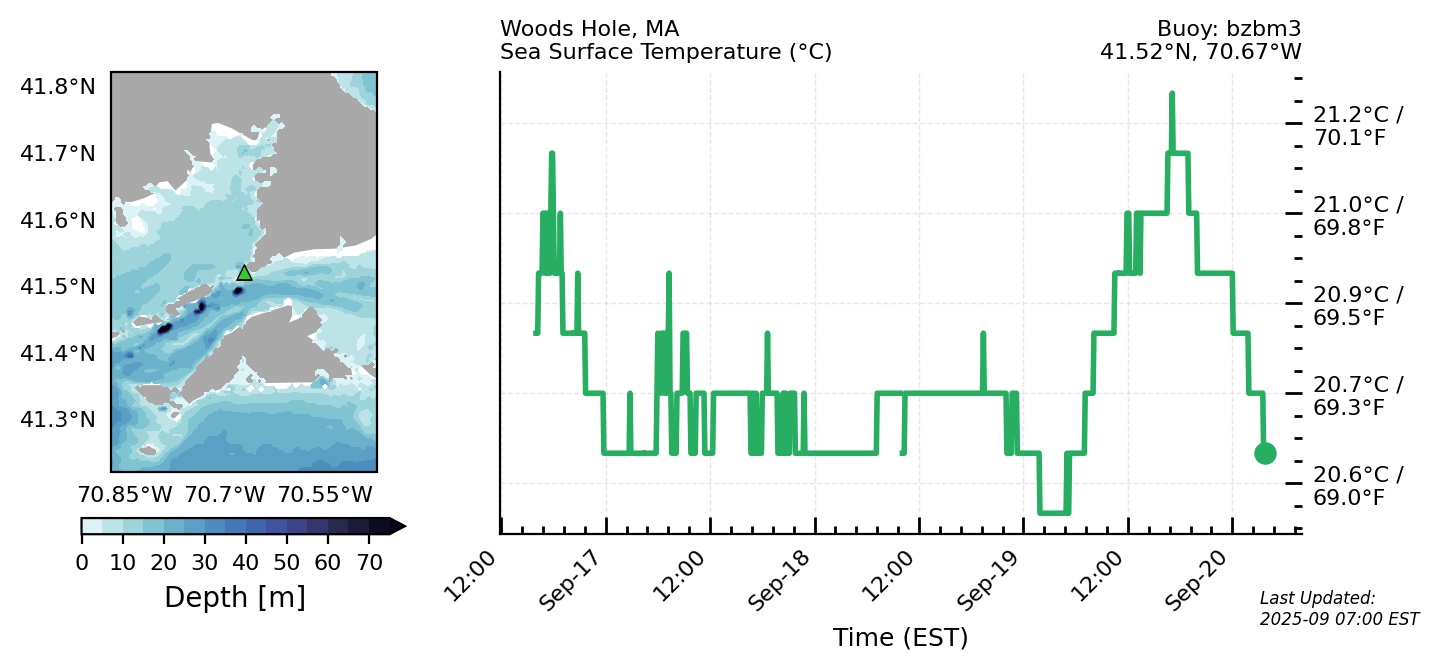 Woods Hole, MA
Sea Surface Temperature (°C)
Buoy: bzbm3
41.52°N, 70.67°W
41.8°N
41.7°N
41.6°N
41.5°N
41.4°N
41.3°N
70.85°W 70.7°W 70.55°W
0 10 20 30 40 50 60 70
Depth [m]
21.2°C /
70.1°F
21.0°C /
69.8°F
20.9°C /
69.5°F
20.7°C /
69.3°F
20.6°C /
69.0°F
12:00 Sep-17 12:00 Sep-18 12:00 Sep-19 12:00 Sep-20
Time (EST)
Last Updated:
2025-09 07:00 EST